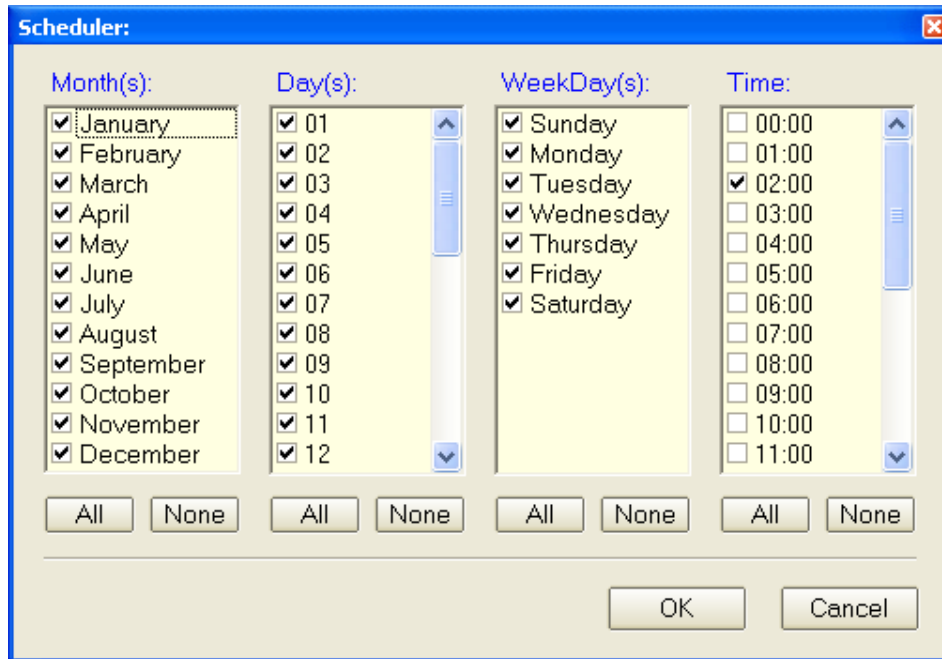 Scheduler:
Month(s): Day(s): WeekDay(s): Time:
January 01 Sunday 00:00
February 02 Monday 01:00
March 03 Tuesday 02:00
April 04 Wednesday 03:00
May 05 Thursday 04:00
June 06 Friday 05:00
July 07 Saturday 06:00
August 08 07:00
September 09 08:00
October 10 09:00
November 11 10:00
December 12 11:00
All None All None All None All None
OK Cancel